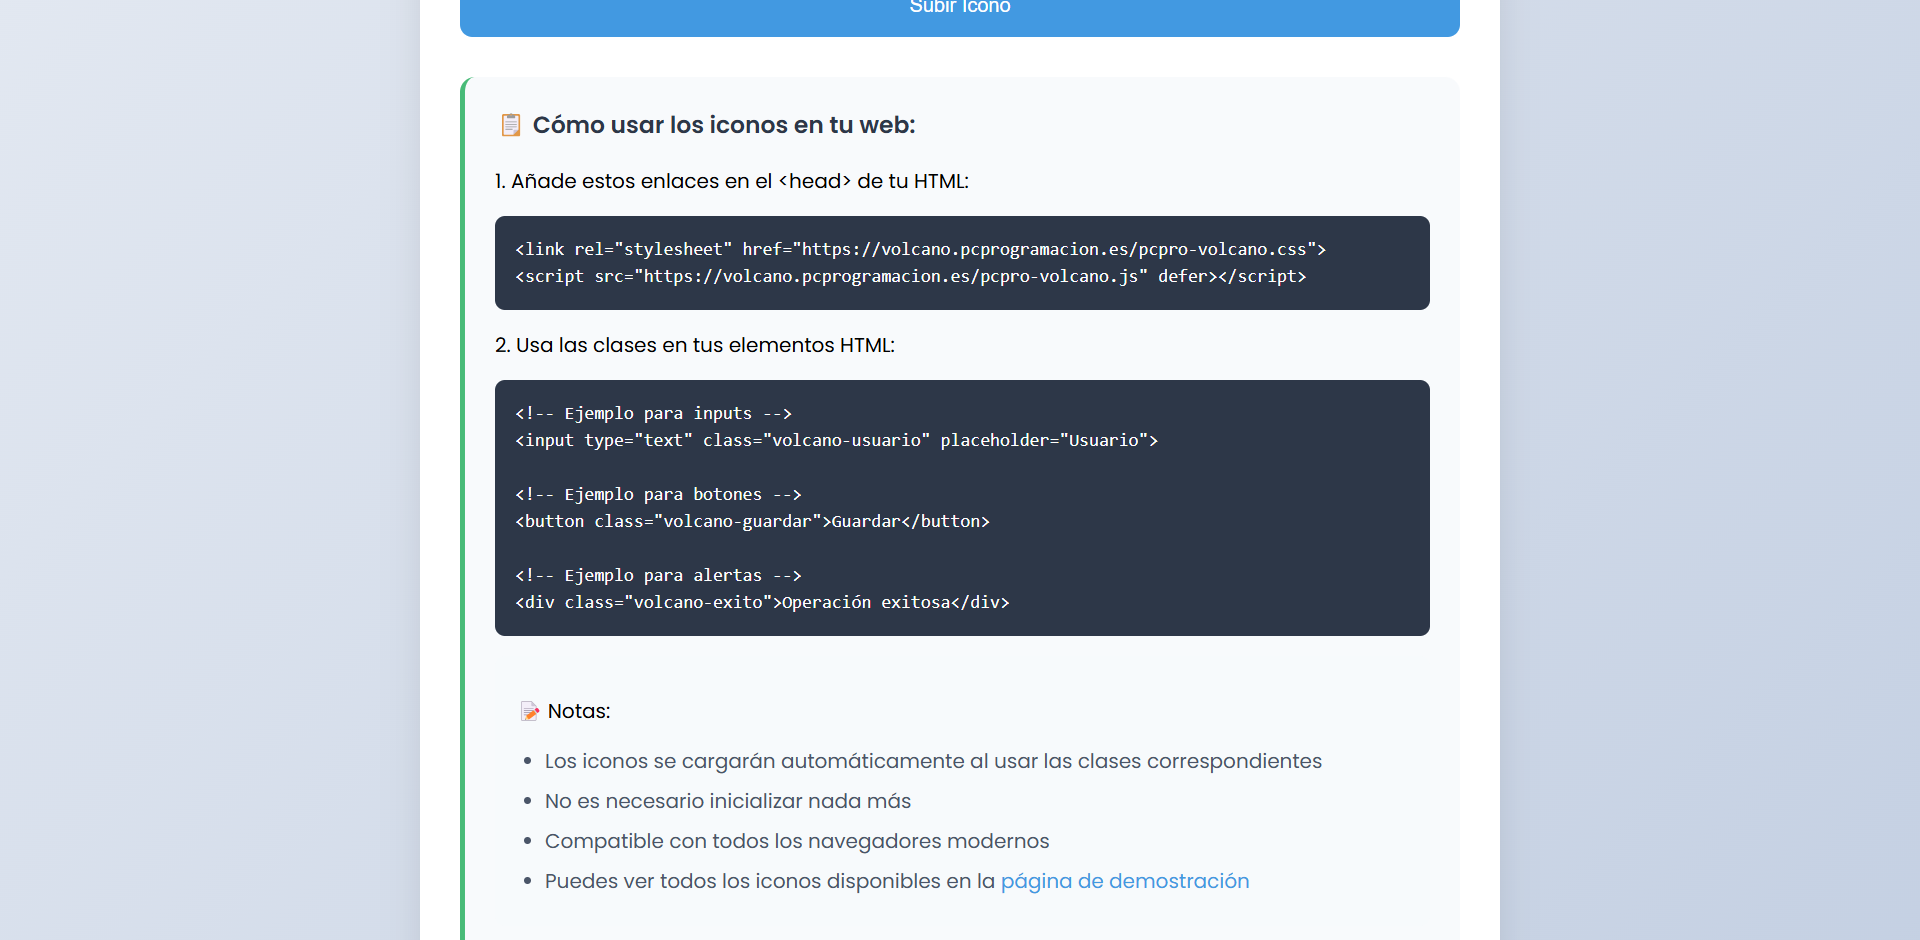 Subir Icono
📋 Cómo usar los iconos en tu web:
1. Añade estos enlaces en el <head> de tu HTML:
<link rel="stylesheet" href="https://volcano.pcprogramacion.es/pcpro-volcano.css">
<script src="https://volcano.pcprogramacion.es/pcpro-volcano.js" defer></script>
2. Usa las clases en tus elementos HTML:
<!-- Ejemplo para inputs -->
<input type="text" class="volcano-usuario" placeholder="Usuario">
<!-- Ejemplo para botones -->
<button class="volcano-guardar">Guardar</button>
<!-- Ejemplo para alertas -->
<div class="volcano-exito">Operación exitosa</div>
📝 Notas:
• Los iconos se cargarán automáticamente al usar las clases correspondientes
• No es necesario inicializar nada más
• Compatible con todos los navegadores modernos
• Puedes ver todos los iconos disponibles en la página de demostración